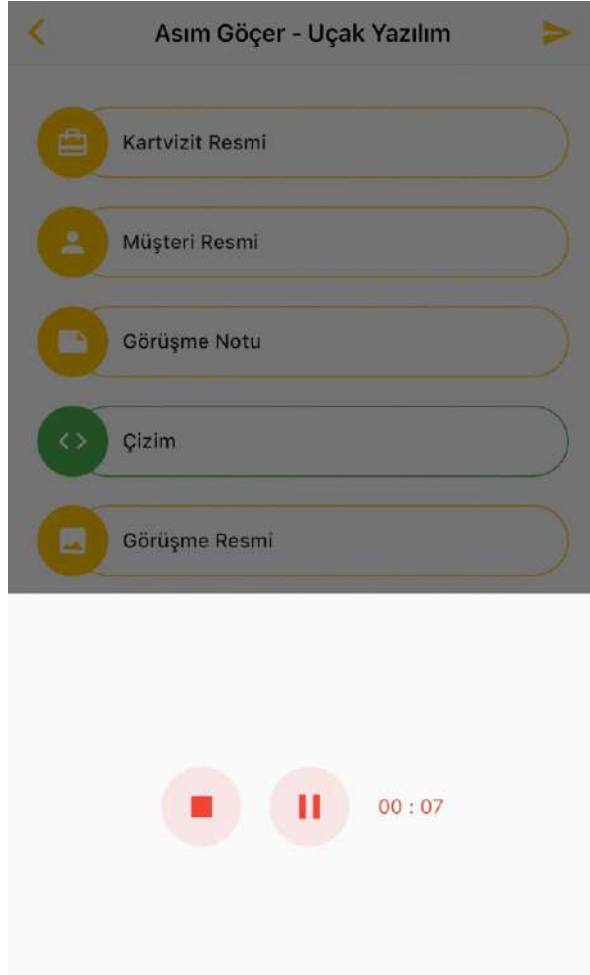 Asım Göçer - Uçak Yazılım
Kartvizit Resmi
Müşteri Resmi
Görüşme Notu
Çizim
Görüşme Resmi
00 : 07